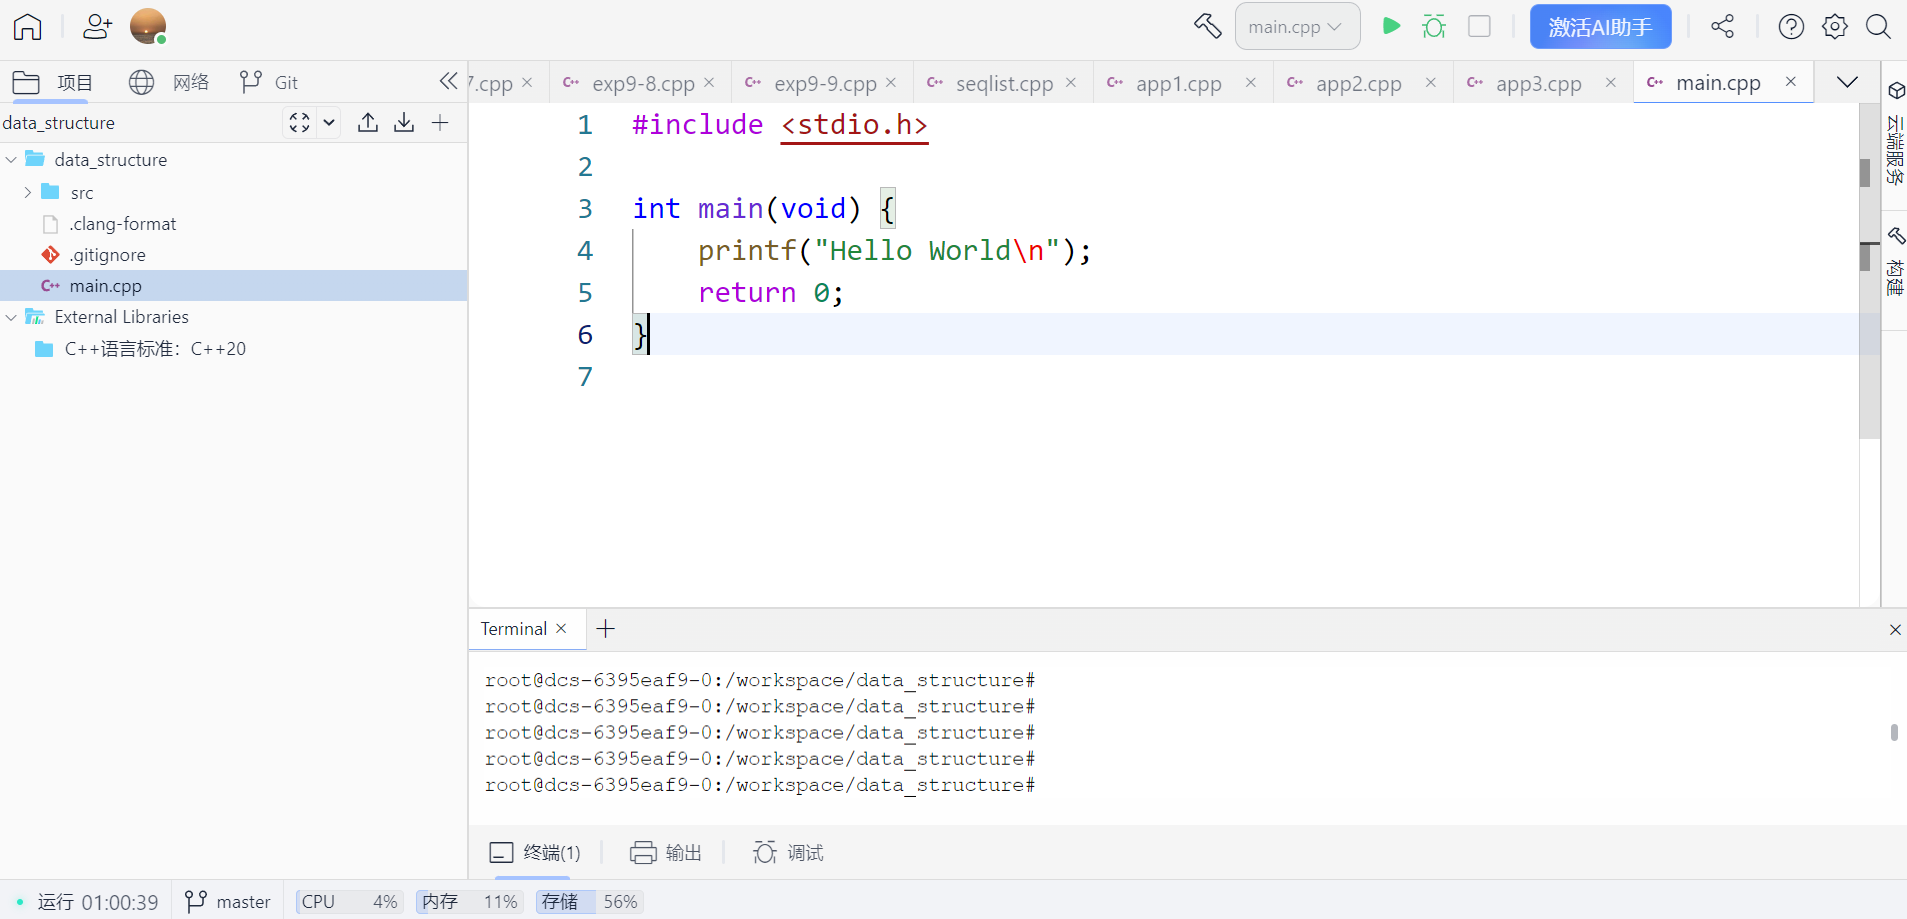 main.cpp
激活AI助手
项目 网络 Git
7.cpp exp9-8.cpp exp9-9.cpp seqlist.cpp app1.cpp app2.cpp app3.cpp main.cpp
data_structure
data_structure
src
.clang-format
.gitignore
main.cpp
External Libraries
C++语言标准：C++20
1 #include <stdio.h>
2
3 int main(void) {
4 printf("Hello World\n");
5 return 0;
6 }
7
云端服务
构建
Terminal
root@dcs-6395eaf9-0:/workspace/data_structure#
root@dcs-6395eaf9-0:/workspace/data_structure#
root@dcs-6395eaf9-0:/workspace/data_structure#
root@dcs-6395eaf9-0:/workspace/data_structure#
root@dcs-6395eaf9-0:/workspace/data_structure#
终端(1) 输出 调试
运行 01:00:39 master CPU 4% 内存 11% 存储 56%